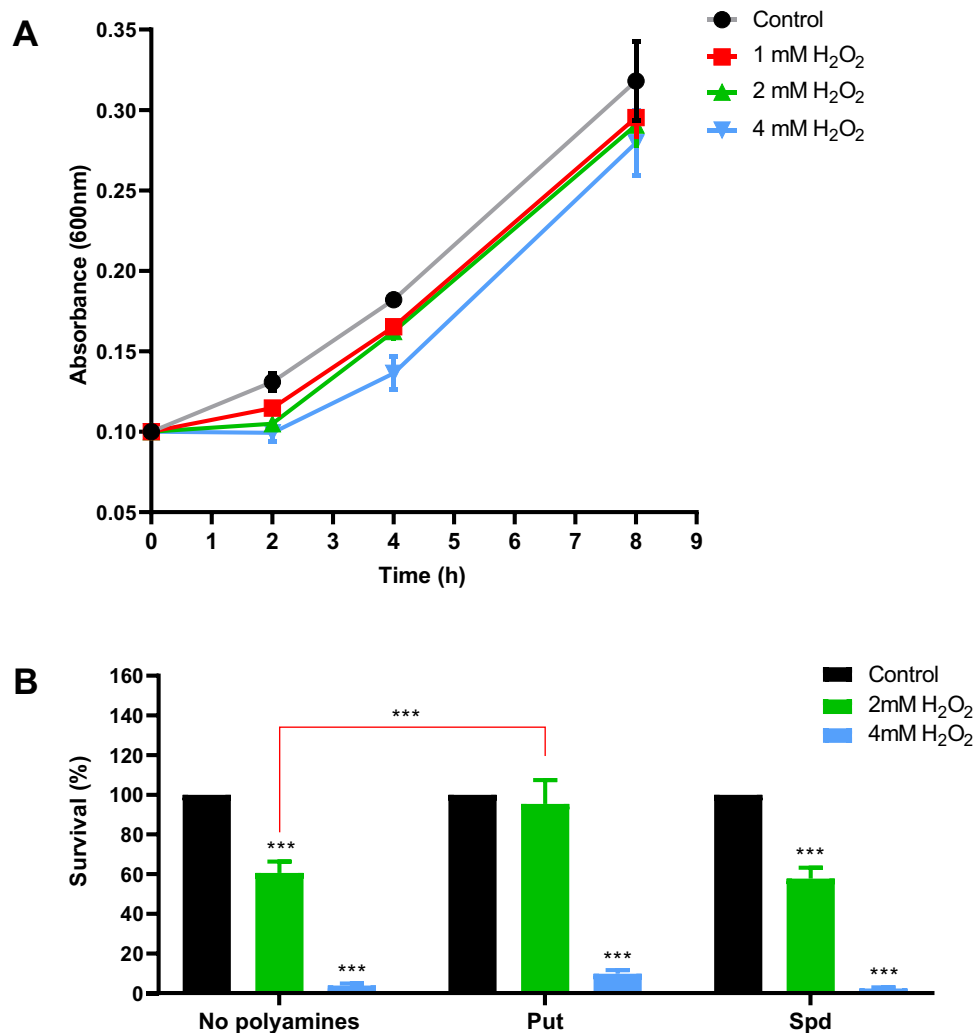 A
Control
1 mM H₂O₂
2 mM H₂O₂
4 mM H₂O₂
0.35
0.30
0.25
0.20
0.15
0.10
0.05
Absorbance (600nm)
0 1 2 3 4 5 6 7 8 9
Time (h)
B
Control
2mM H₂O₂
4mM H₂O₂
160
140
120
100
80
60
40
20
0
Survival (%)
***
*** ***
*** *** ***
No polyamines Put Spd